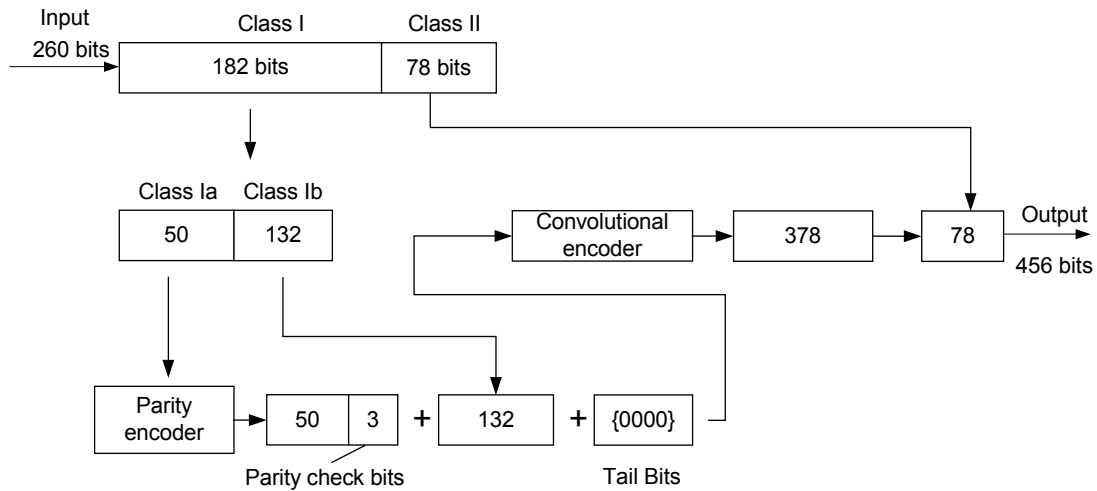 Input
260 bits
Class I
Class II
182 bits
78 bits
Class Ia
Class Ib
50
132
Convolutional
encoder
378
78
Output
456 bits
Parity
encoder
50
3
+
132
+
{0000}
Parity check bits
Tail Bits